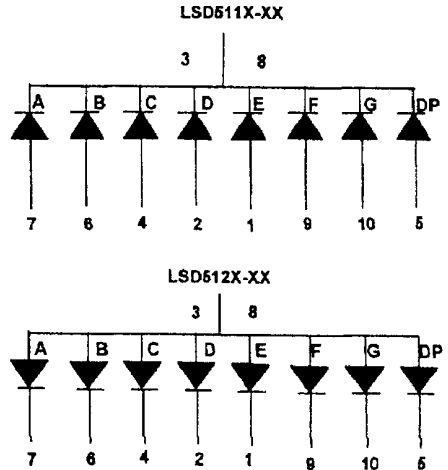 LSD511X-XX
3 8
A B C D E F G DP
7 6 4 2 1 9 10 5
LSD512X-XX
3 8
A B C D E F G DP
7 6 4 2 1 9 10 5